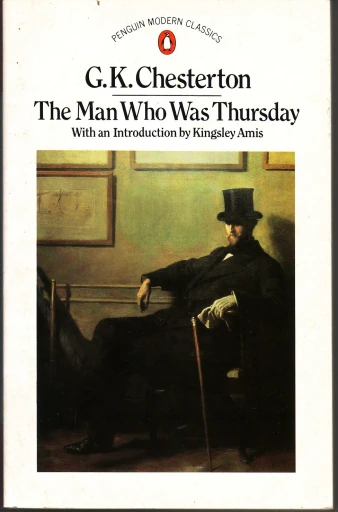 PENGUIN MODERN CLASSICS
G.K. Chesterton
The Man Who Was Thursday
With an Introduction by Kingsley Amis